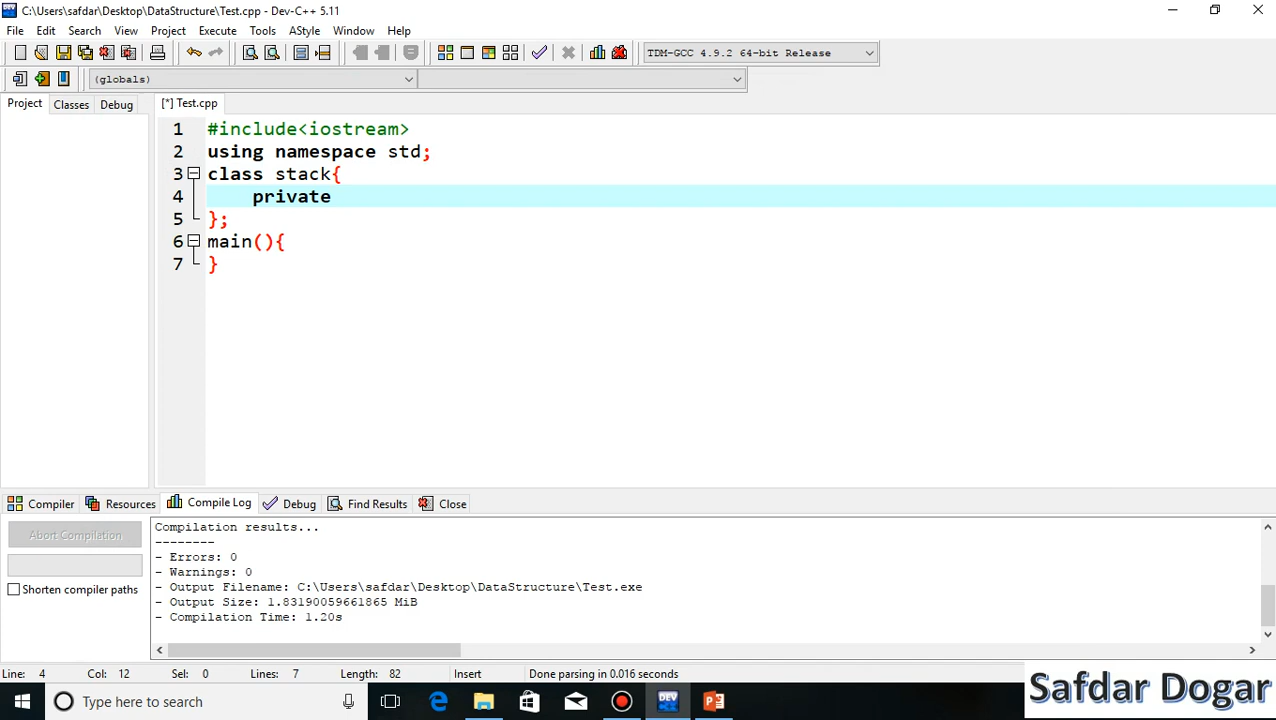 C:\Users\safdar\Desktop\DataStructure\Test.cpp - Dev-C++ 5.11
File Edit Search View Project Execute Tools AStyle Window Help
TDM-GCC 4.9.2 64-bit Release
(globals)
Project Classes Debug [*] Test.cpp
1 #include<iostream>
2 using namespace std;
3 class stack{
4 private
5 };
6 main(){
7 }
Compiler Resources Compile Log Debug Find Results Close
Abort Compilation
Shorten compiler paths
Compilation results...
--------
- Errors: 0
- Warnings: 0
- Output Filename: C:\Users\safdar\Desktop\DataStructure\Test.exe
- Output Size: 1.83190059661865 MiB
- Compilation Time: 1.20s
Line: 4 Col: 12 Sel: 0 Lines: 7 Length: 82 Insert Done parsing in 0.016 seconds
Type here to search
DEV
Safdar Dogar